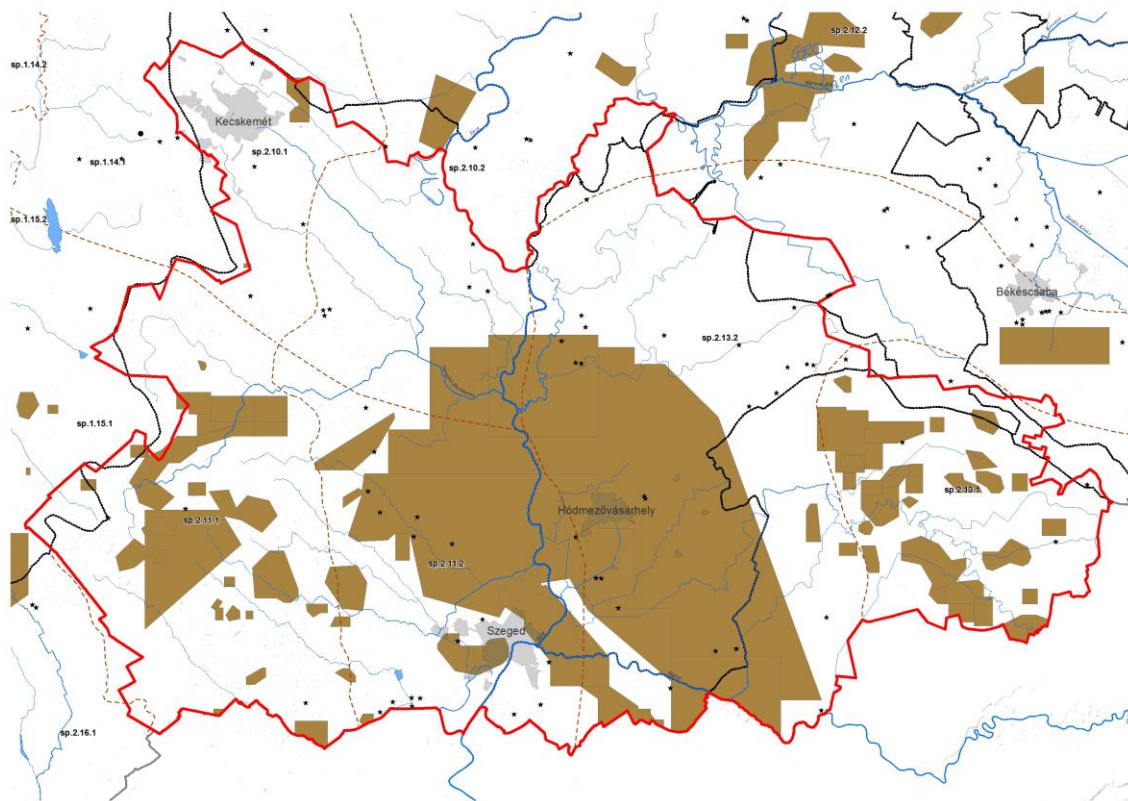 sp.1.14.2
sp.2.12.2
Kecskemét
sp.1.14.1
sp.2.10.1
sp.2.10.2
sp.1.15.2
Békéscsaba
sp.2.13.2
sp.1.15.1
sp.2.13.1
Hódmezővásárhely
sp.2.11.1
sp.2.11.2
Szeged
sp.2.16.1